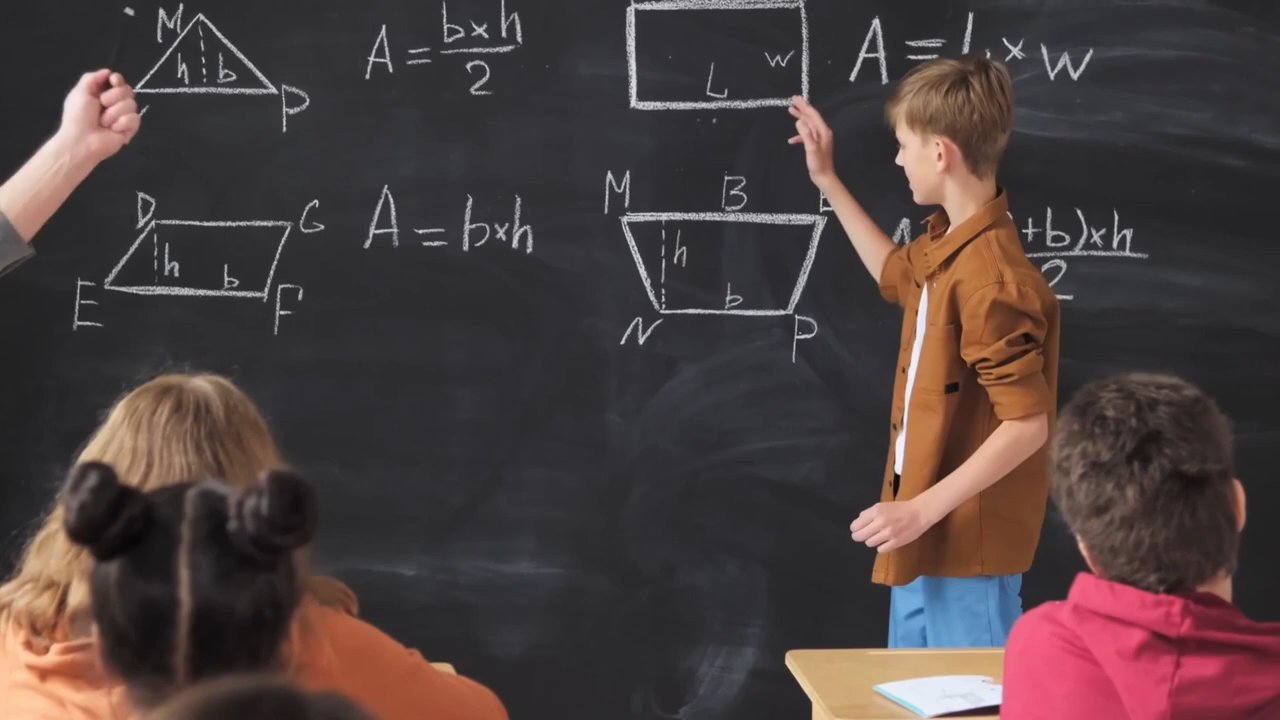 M
h b
P
A = b×h
2
w
L
A = L × w
D G
h
b
E F
A = b×h
M B
h
b
N P
+b)×h
2